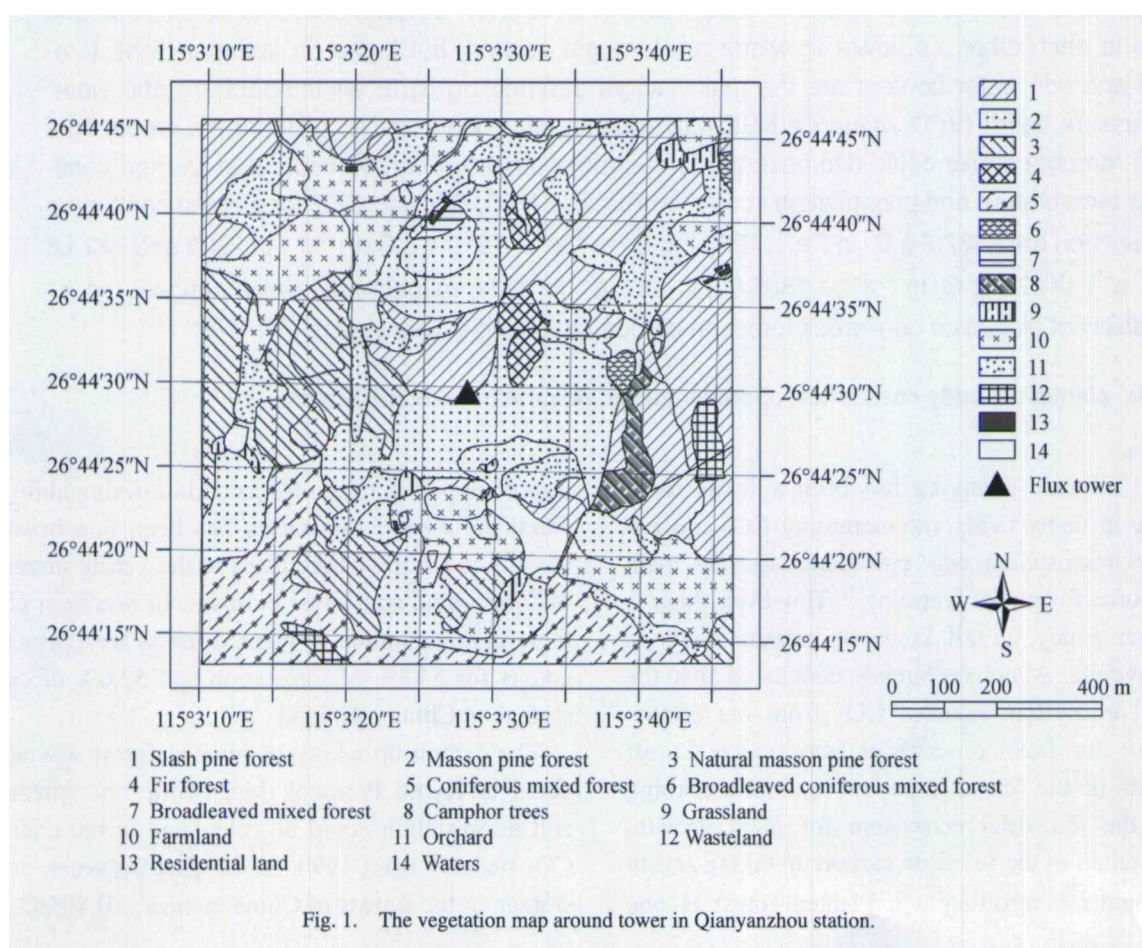 115°3′10″E 115°3′20″E 115°3′30″E 115°3′40″E
26°44′45″N
26°44′40″N
26°44′35″N
26°44′30″N
26°44′25″N
26°44′20″N
26°44′15″N
26°44′45″N
26°44′40″N
26°44′35″N
26°44′30″N
26°44′25″N
26°44′20″N
26°44′15″N
1
2
3
4
5
6
7
8
9
10
11
12
13
14
Flux tower
N
W E
S
0 100 200 400 m
115°3′10″E 115°3′20″E 115°3′30″E 115°3′40″E
1 Slash pine forest 2 Masson pine forest 3 Natural masson pine forest
4 Fir forest 5 Coniferous mixed forest 6 Broadleaved coniferous mixed forest
7 Broadleaved mixed forest 8 Camphor trees 9 Grassland
10 Farmland 11 Orchard 12 Wasteland
13 Residential land 14 Waters
Fig. 1. The vegetation map around tower in Qianyanzhou station.